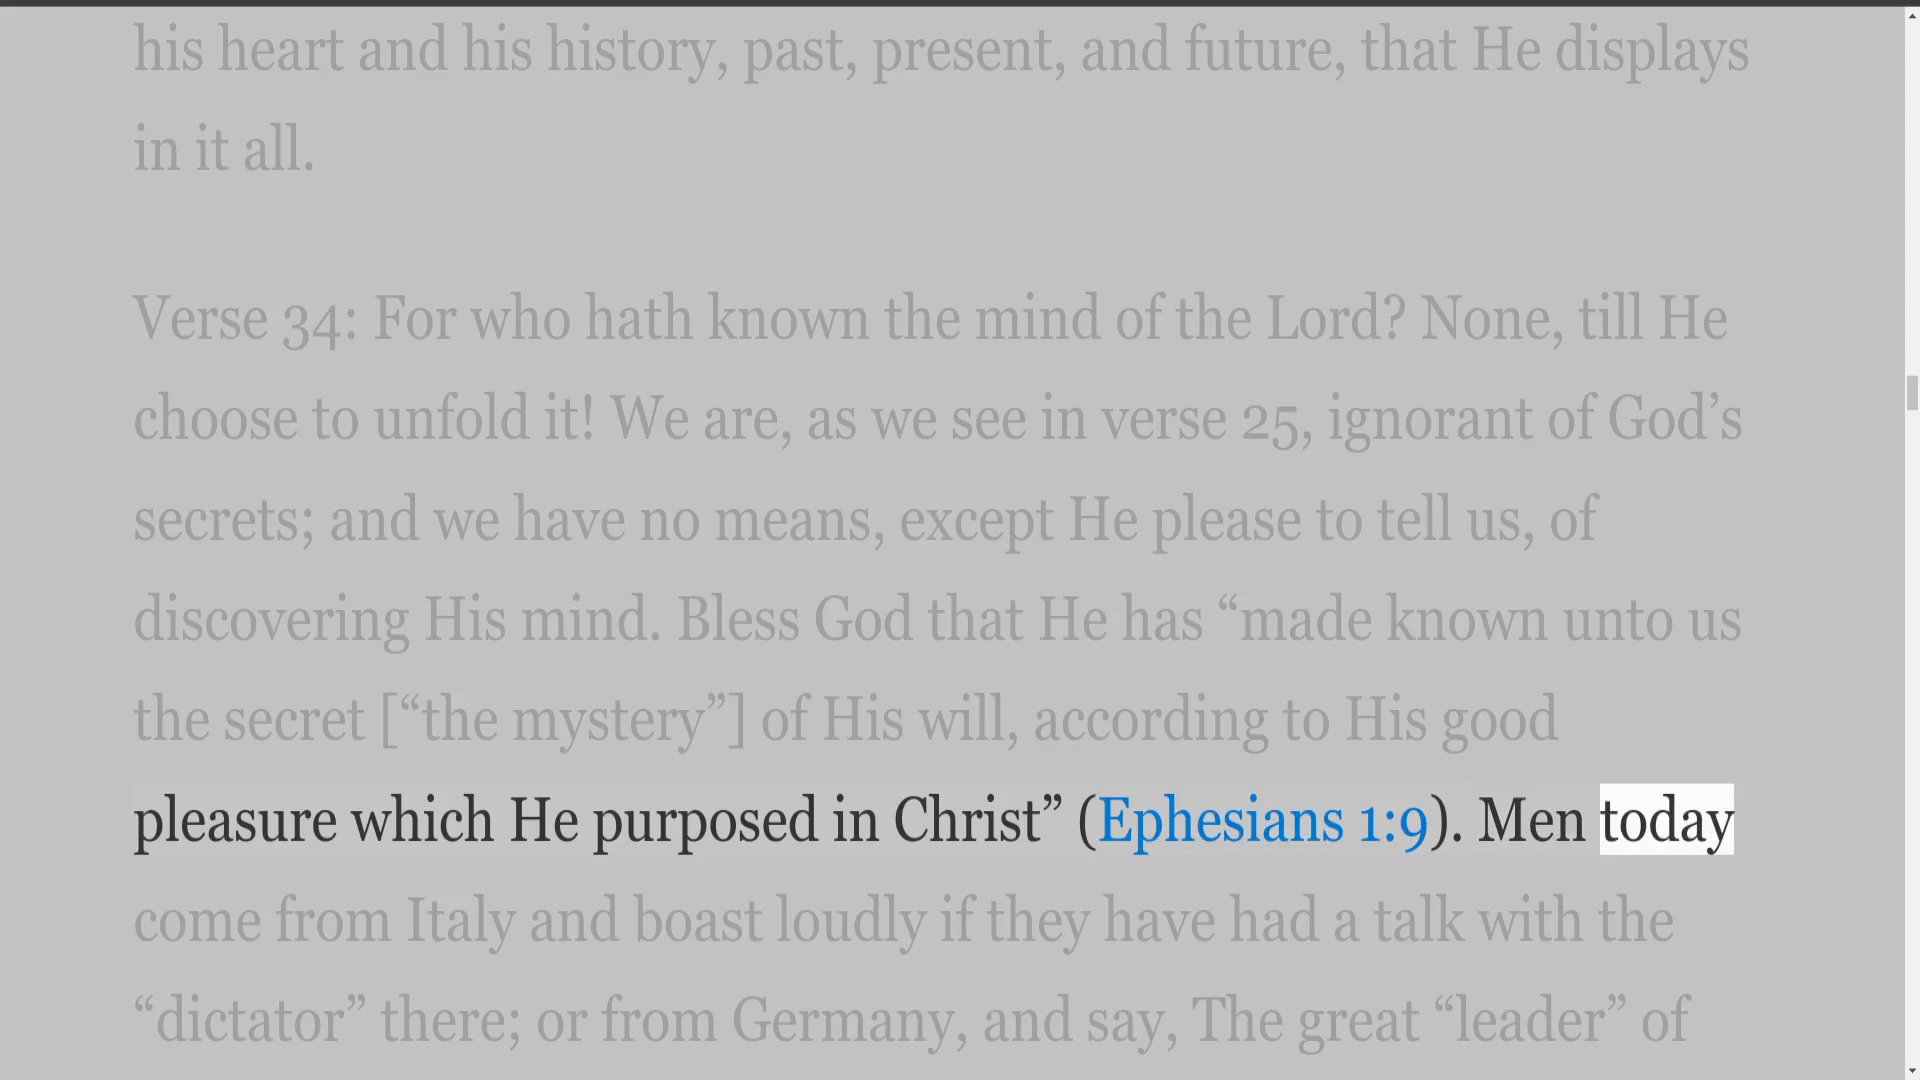 his heart and his history, past, present, and future, that He displays
in it all.
Verse 34: For who hath known the mind of the Lord? None, till He
choose to unfold it! We are, as we see in verse 25, ignorant of God’s
secrets; and we have no means, except He please to tell us, of
discovering His mind. Bless God that He has “made known unto us
the secret [“the mystery”] of His will, according to His good
pleasure which He purposed in Christ” (Ephesians 1:9). Men today
come from Italy and boast loudly if they have had a talk with the
“dictator” there; or from Germany, and say, The great “leader” of